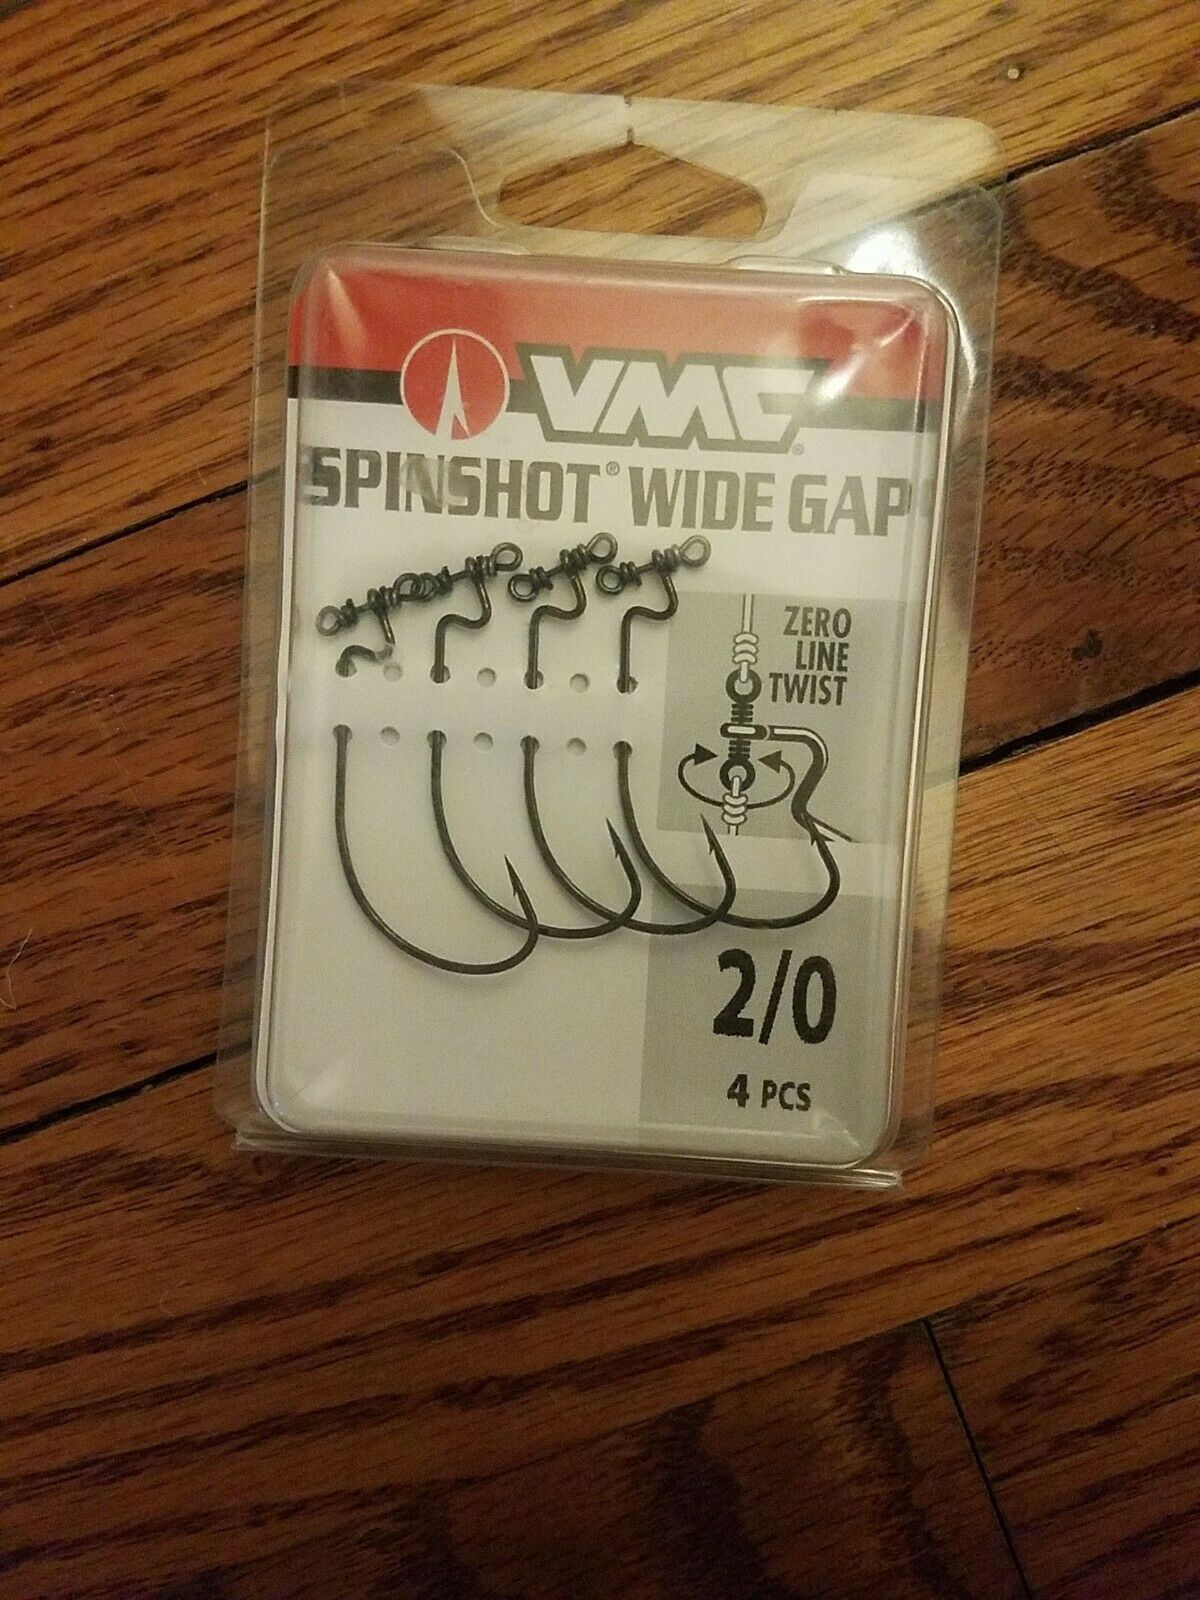 VMC®
SPINSHOT® WIDE GAP
ZERO
LINE
TWIST
2/0
4 PCS